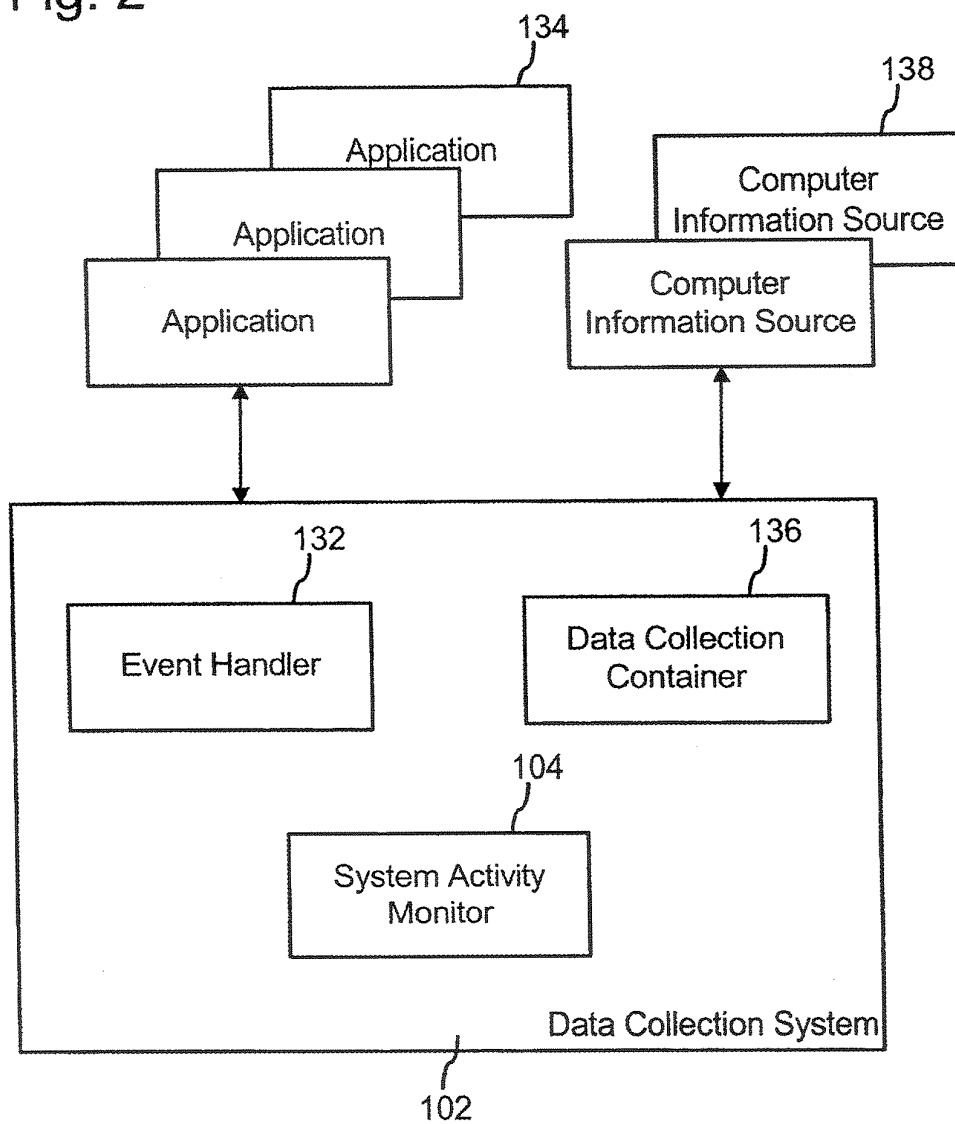 Fig. 2
134
138
Application
Application
Application
Computer
Information Source
Computer
Information Source
132
136
Event Handler
Data Collection
Container
104
System Activity
Monitor
Data Collection System
102